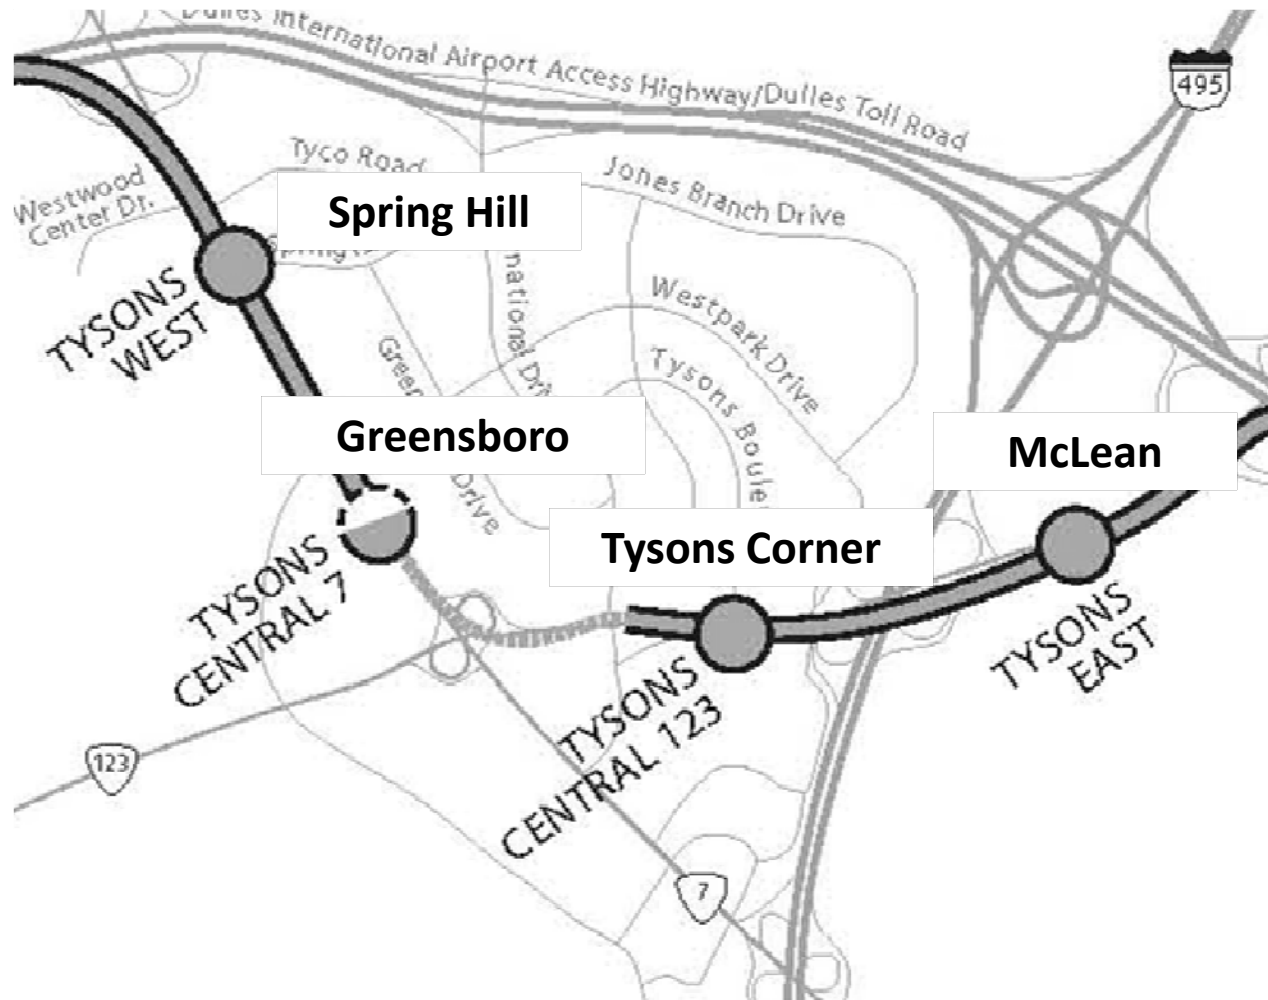 Dulles International Airport Access Highway/Dulles Toll Road
495
Tyco Road
Westwood
Center Dr.
Jones Branch Drive
Spring Hill
TYSONS
WEST
Westpark Drive
Tysons
Greensboro
McLean
Drive
Tysons Corner
TYSONS
CENTRAL 7
TYSONS
EAST
TYSONS
CENTRAL 123
123
7